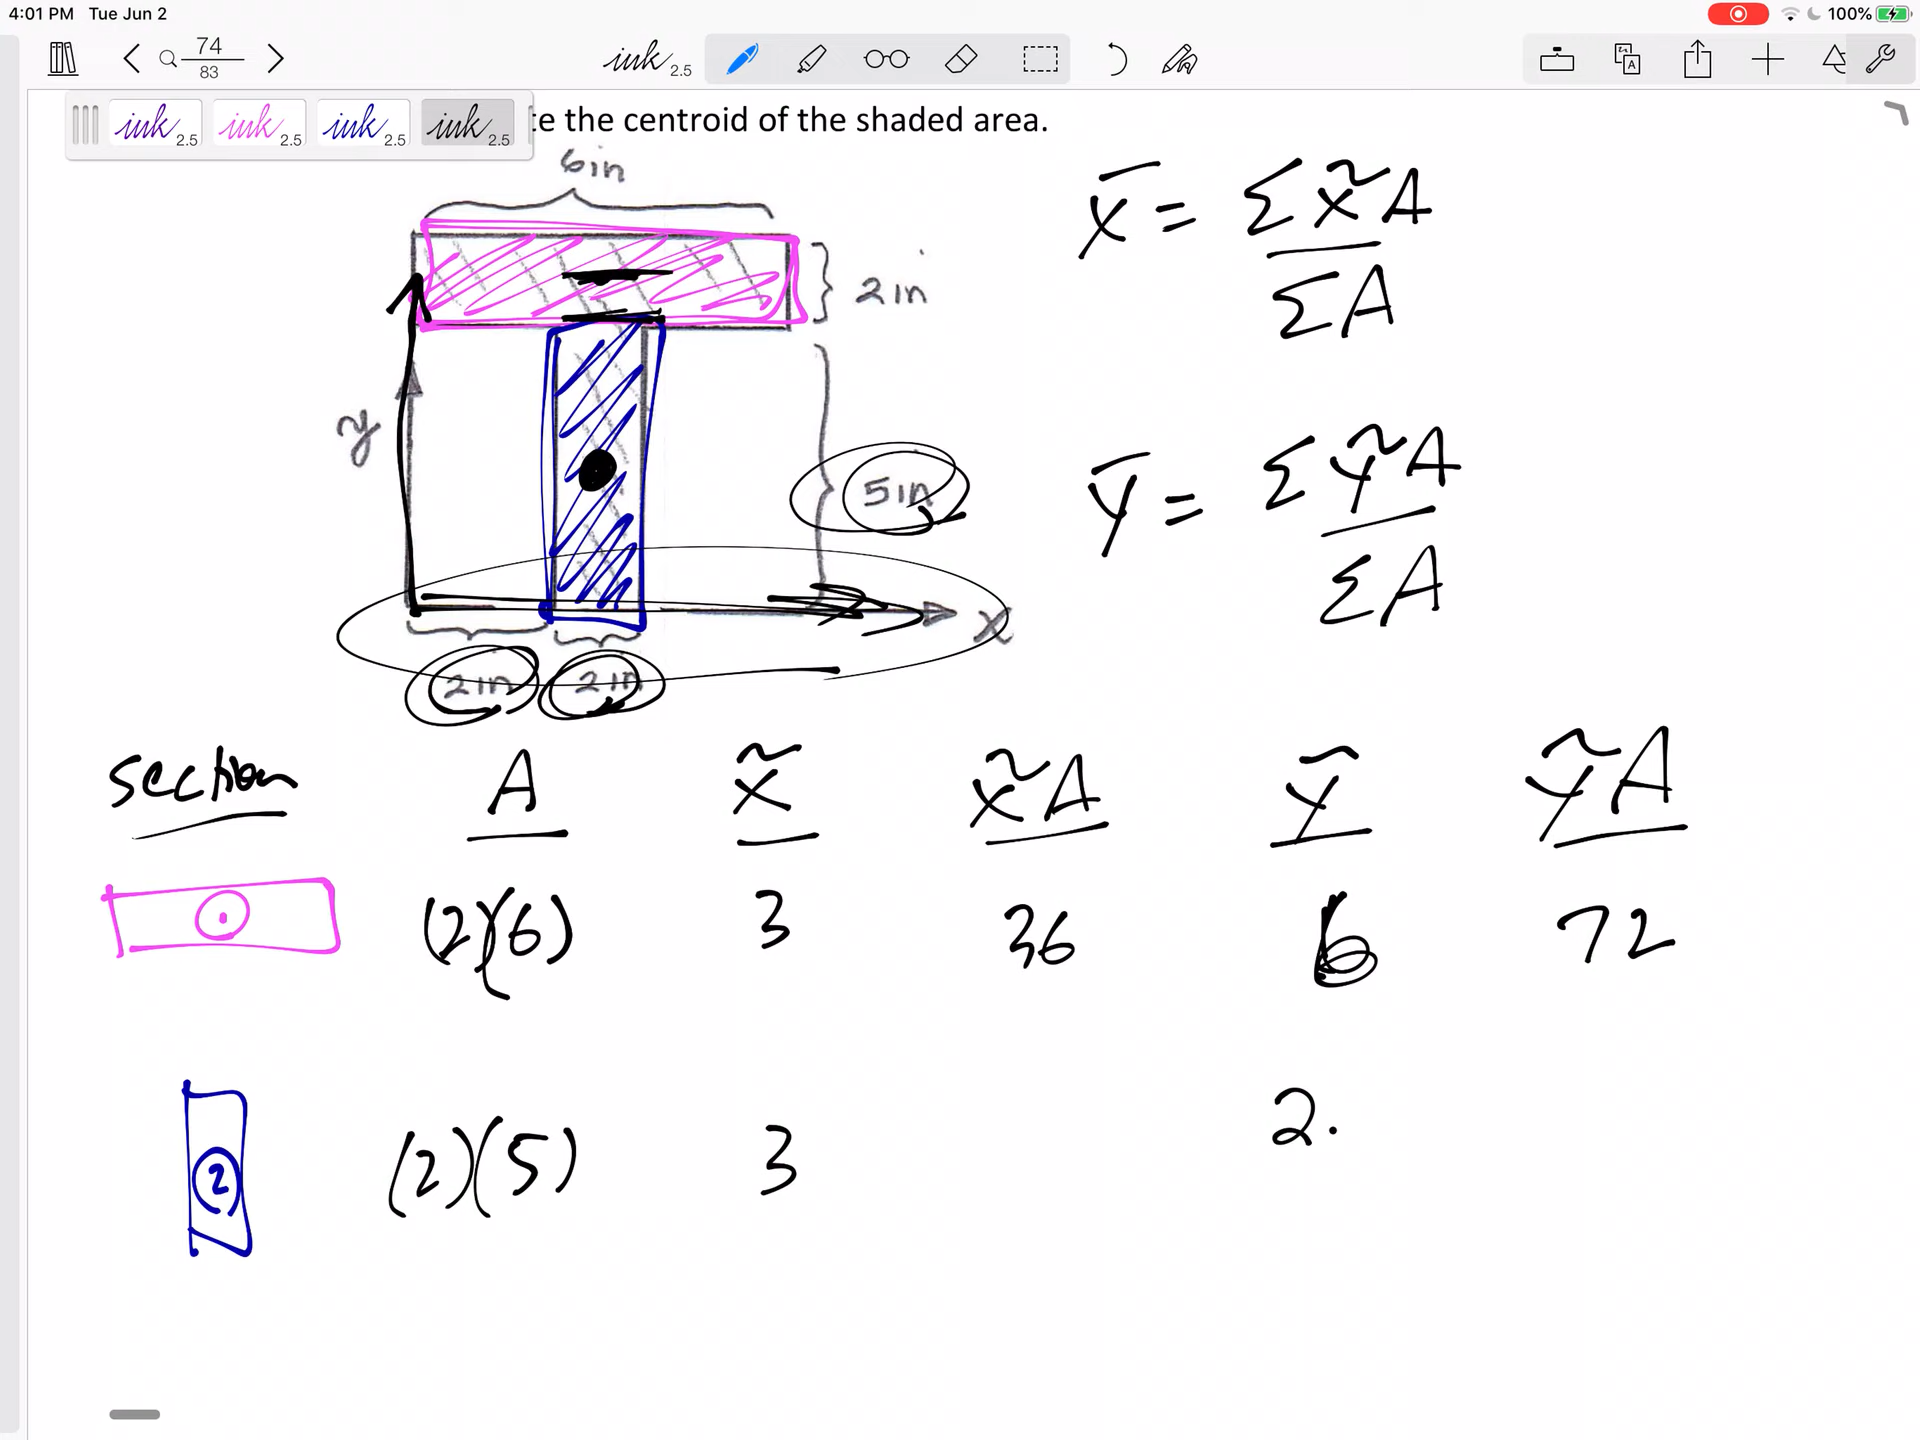 4:01 PM Tue Jun 2
100%
74
83
ink 2.5
ink 2.5 ink 2.5 ink 2.5 ink 2.5
te the centroid of the shaded area.
6in
x̄ = Σx̃A
ΣA
2in
y
5in
ȳ = ΣỹA
ΣA
x
2in 2in
section A x̃ x̃A ỹ ỹA
(2)(6) 3 36 6 72
2.
2 (2)(5) 3